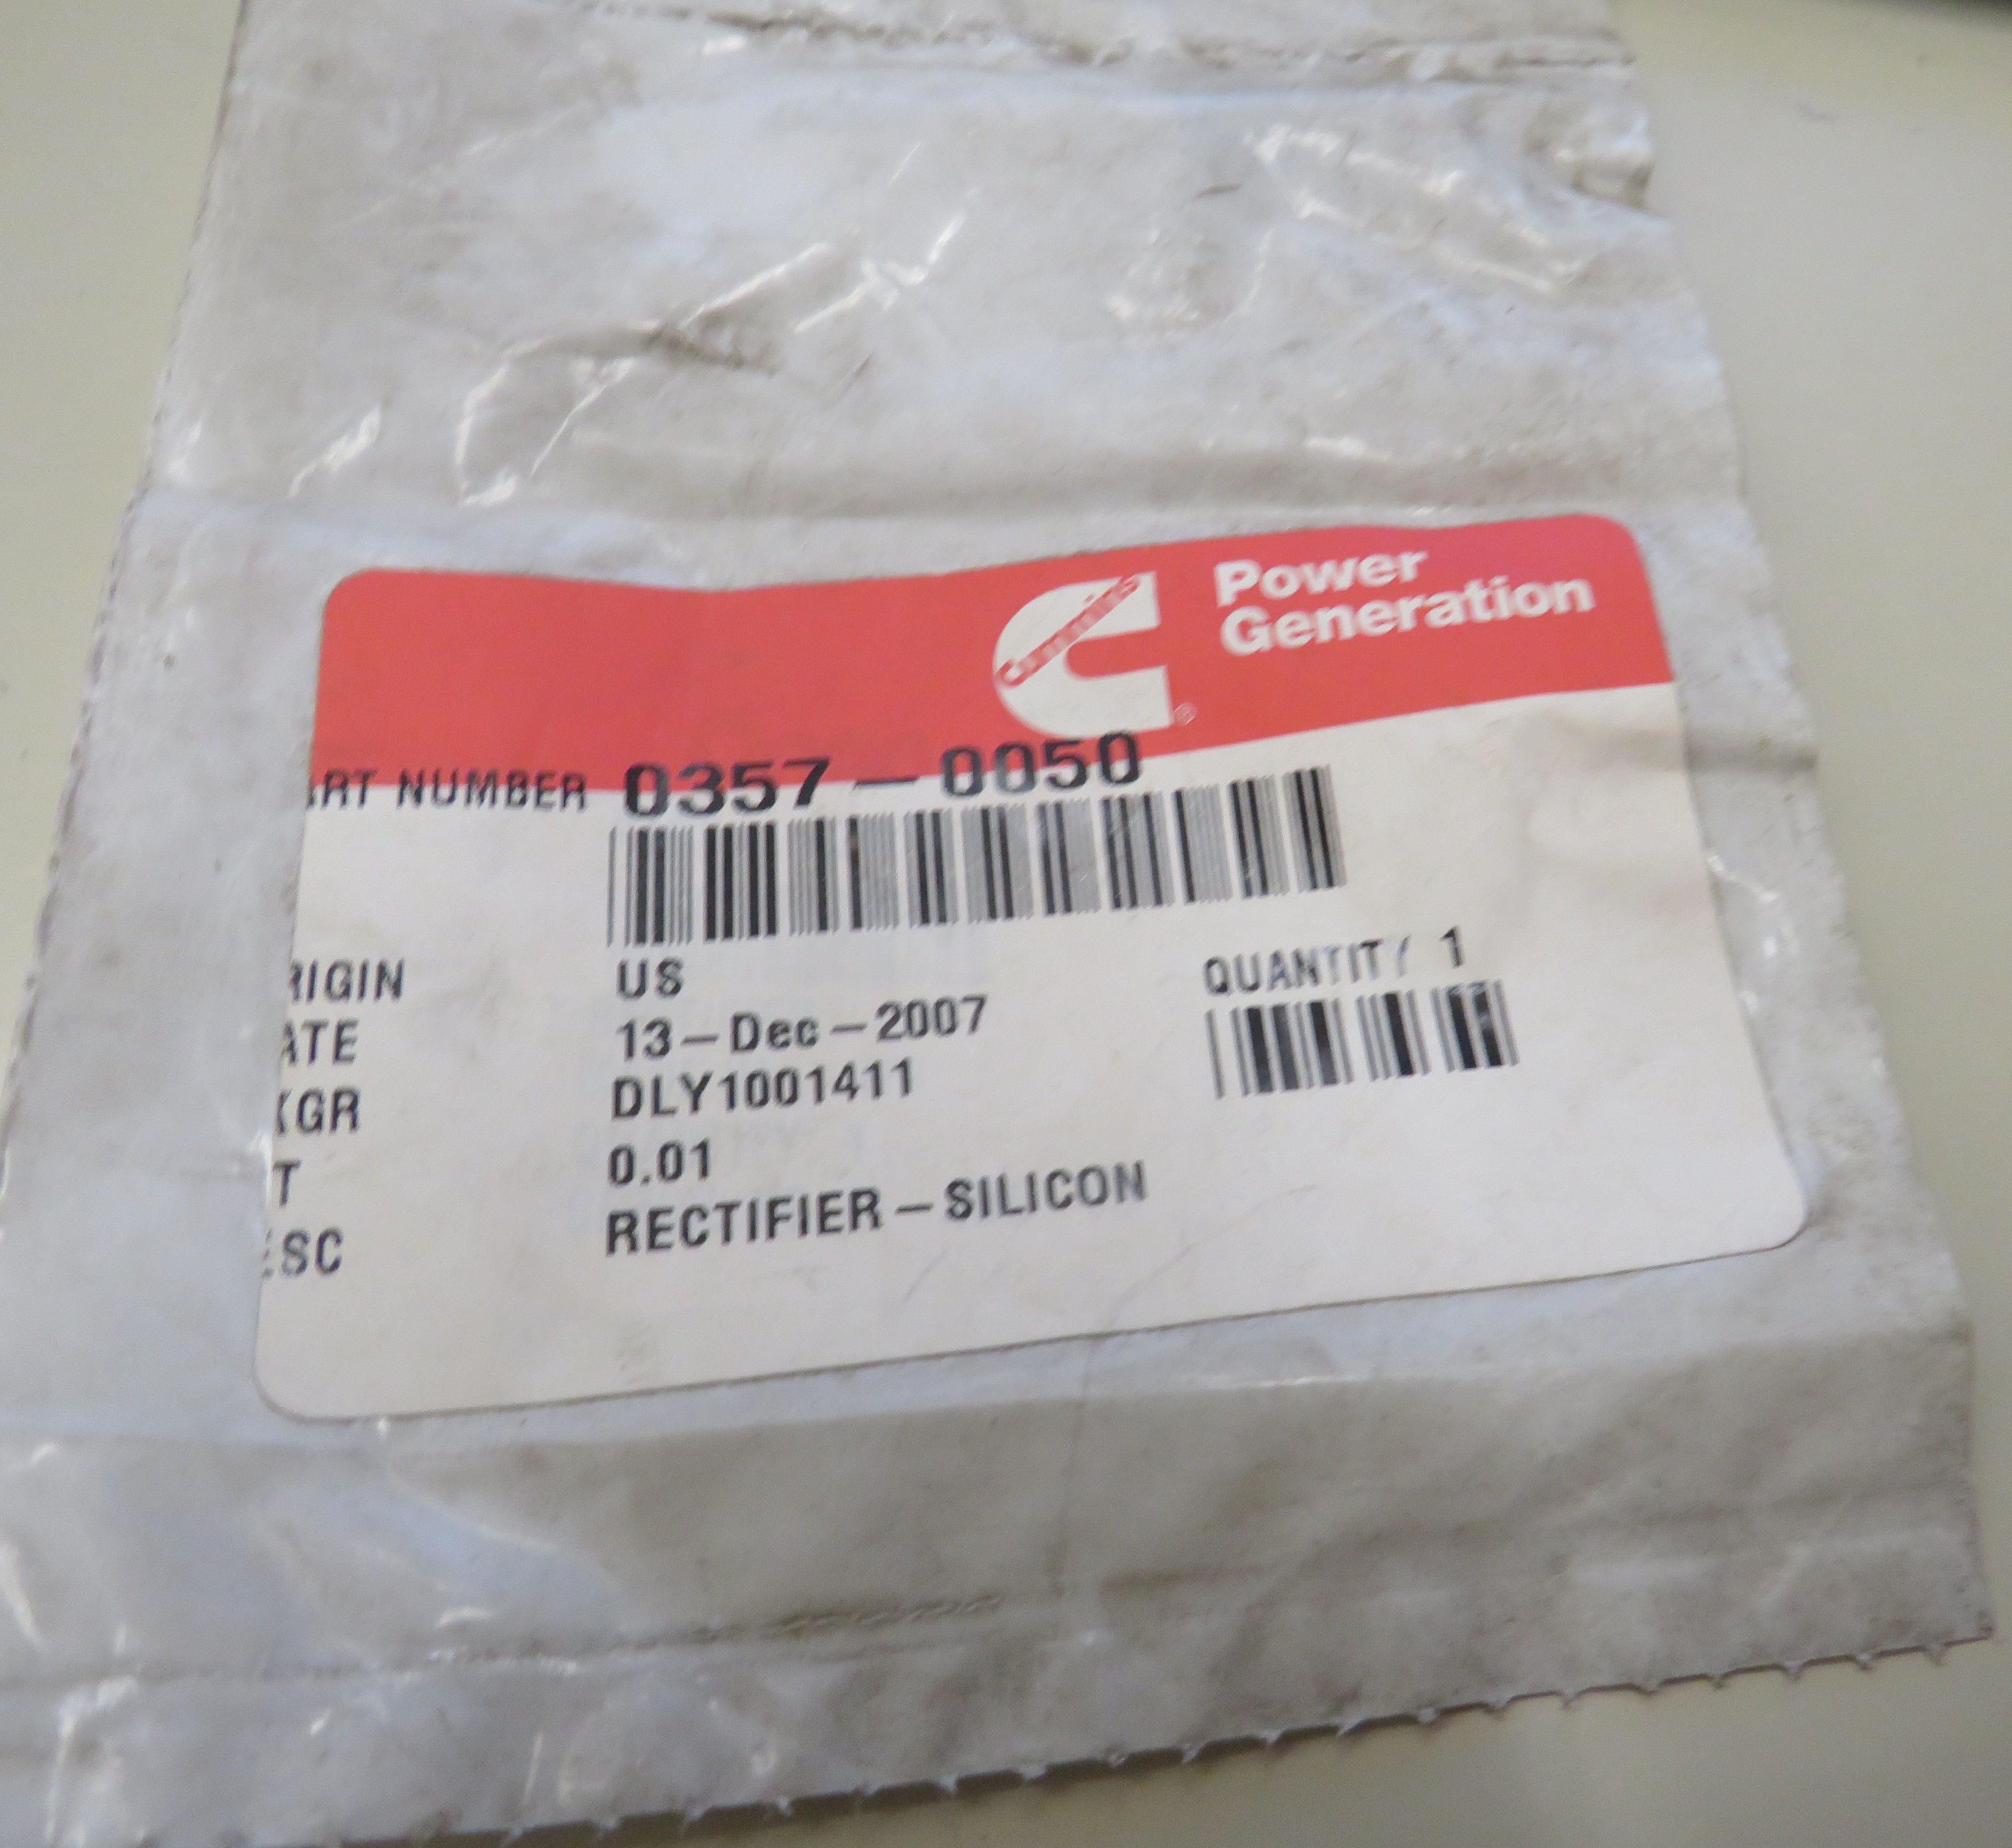 Cummins
Power
Generation
®
ART NUMBER 0357-0050
RIGIN US
QUANTITY 1
ATE 13-Dec-2007
KGR DLY1001411
T 0.01
ESC RECTIFIER-SILICON